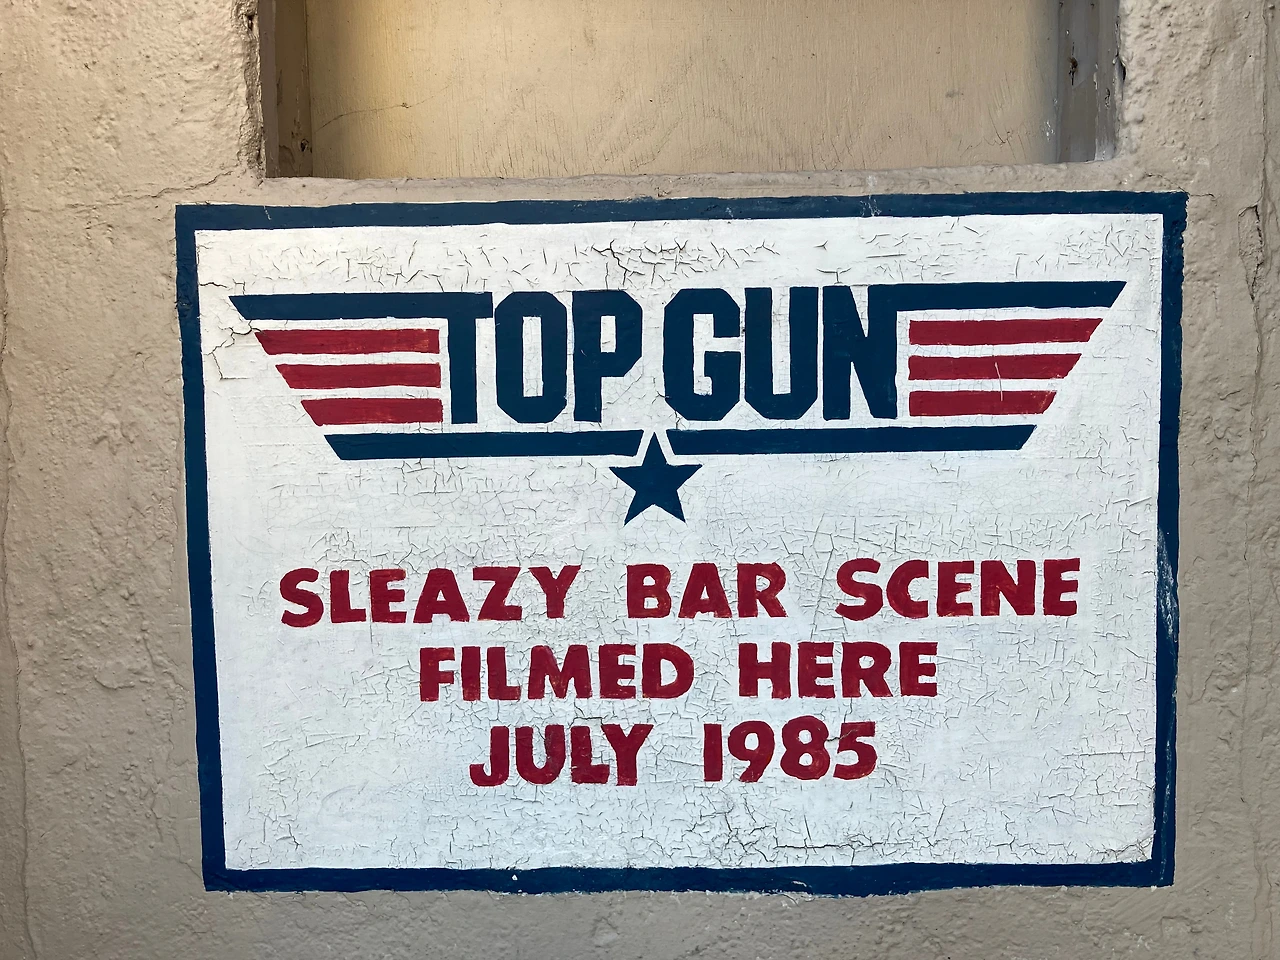 TOP GUN
SLEAZY BAR SCENE
FILMED HERE
JULY 1985